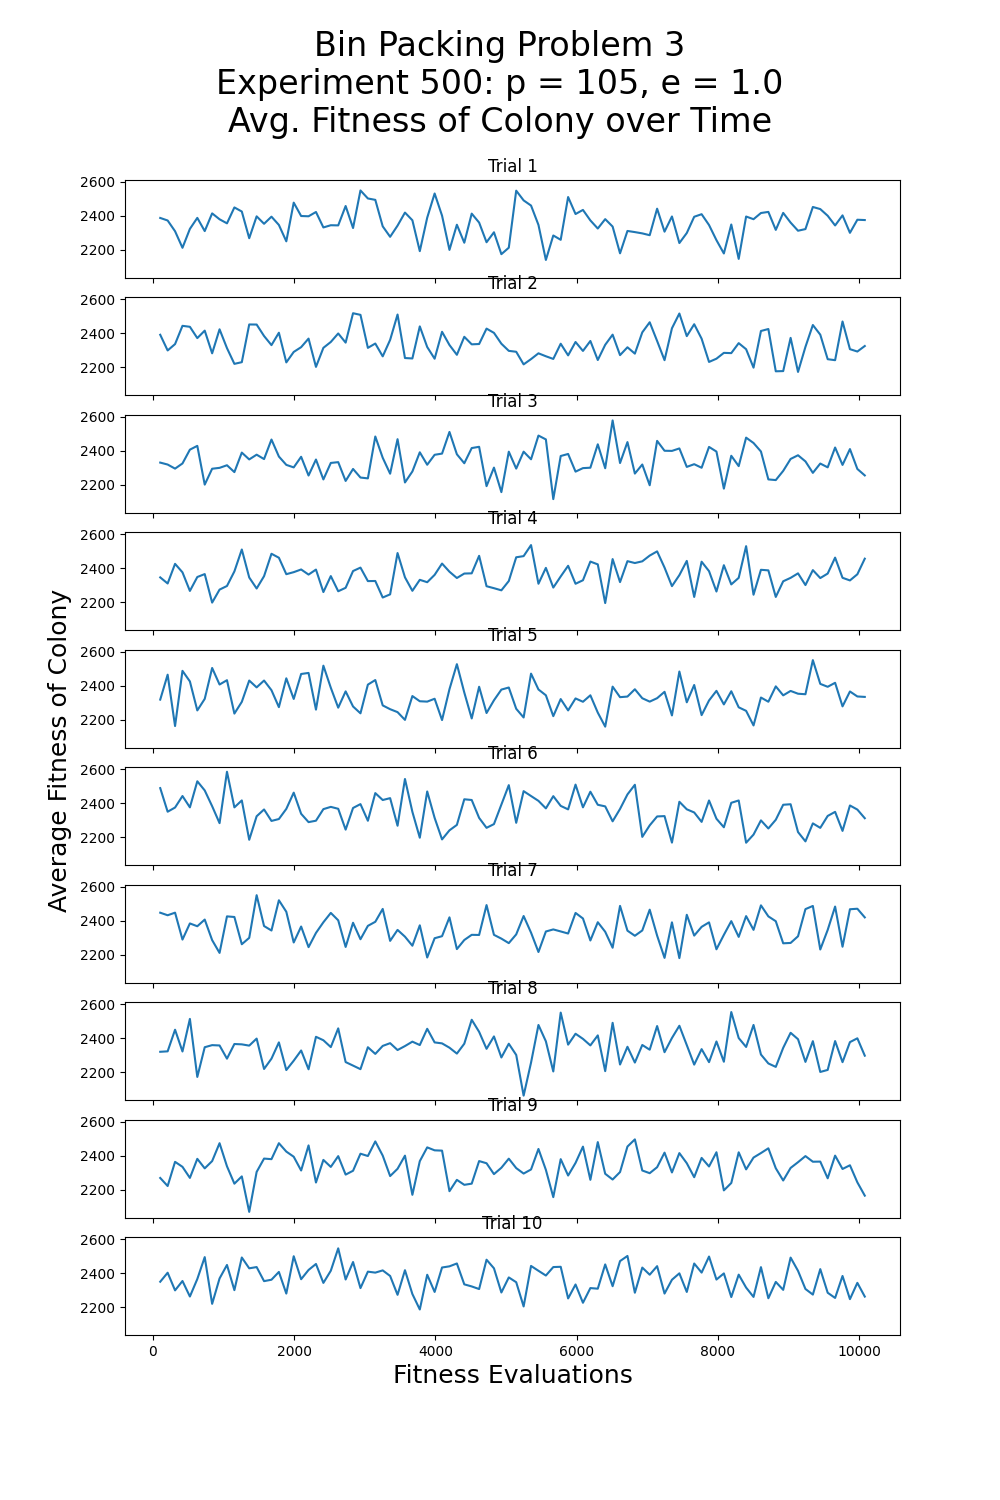 Bin Packing Problem 3
Experiment 500: p = 105, e = 1.0
Avg. Fitness of Colony over Time
Trial 1
2600
2400
2200
Trial 2
2600
2400
2200
Trial 3
2600
2400
2200
Trial 4
2600
2400
2200
Trial 5
2600
2400
2200
Trial 6
2600
2400
2200
Trial 7
2600
2400
2200
Trial 8
2600
2400
2200
Trial 9
2600
2400
2200
Trial 10
2600
2400
2200
0 2000 4000 6000 8000 10000
Fitness Evaluations
Average Fitness of Colony